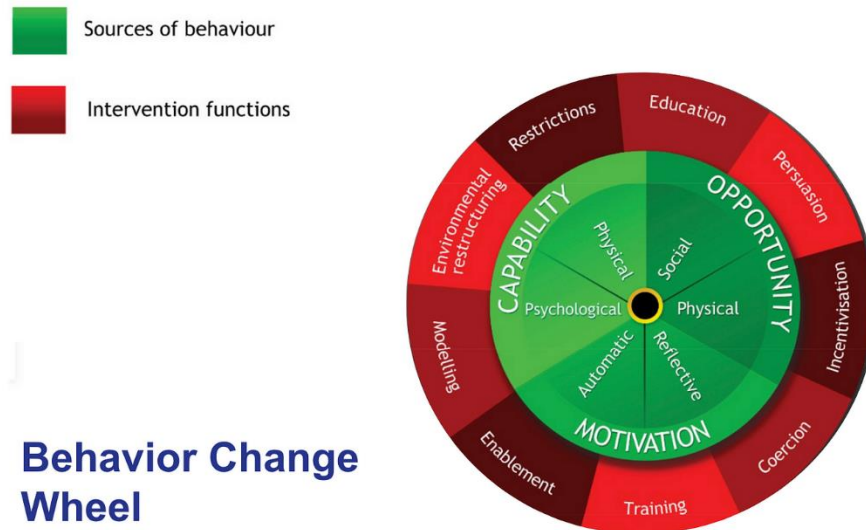 Sources of behaviour
Intervention functions
Restrictions
Education
Persuasion
Incentivisation
Coercion
Training
Enablement
Modelling
Environmental
restructuring
CAPABILITY
OPPORTUNITY
MOTIVATION
Physical
Social
Psychological
Physical
Automatic
Reflective
Behavior Change
Wheel